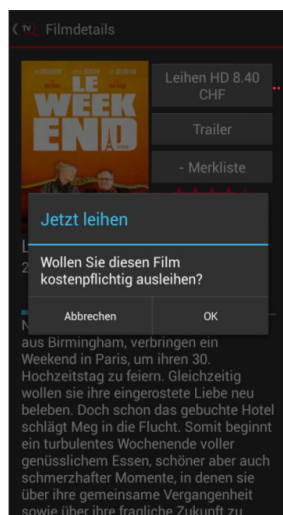 TV Filmdetails
LE
WEEK
END
Leihen HD 8.40
CHF
Trailer
- Merkliste
Jetzt leihen
Wollen Sie diesen Film
kostenpflichtig ausleihen?
Abbrechen OK
aus Birmingham, verbringen ein
Weekend in Paris, um ihren 30.
Hochzeitstag zu feiern. Gleichzeitig
wollen sie ihre eingerostete Liebe neu
beleben. Doch schon das gebuchte Hotel
schlägt Meg in die Flucht. Somit beginnt
ein turbulentes Wochenende voller
genüsslichem Essen, schöner aber auch
schmerzhafter Momente, in denen sie
über ihre gemeinsame Vergangenheit
sowie über ihre fragliche Zukunft zu